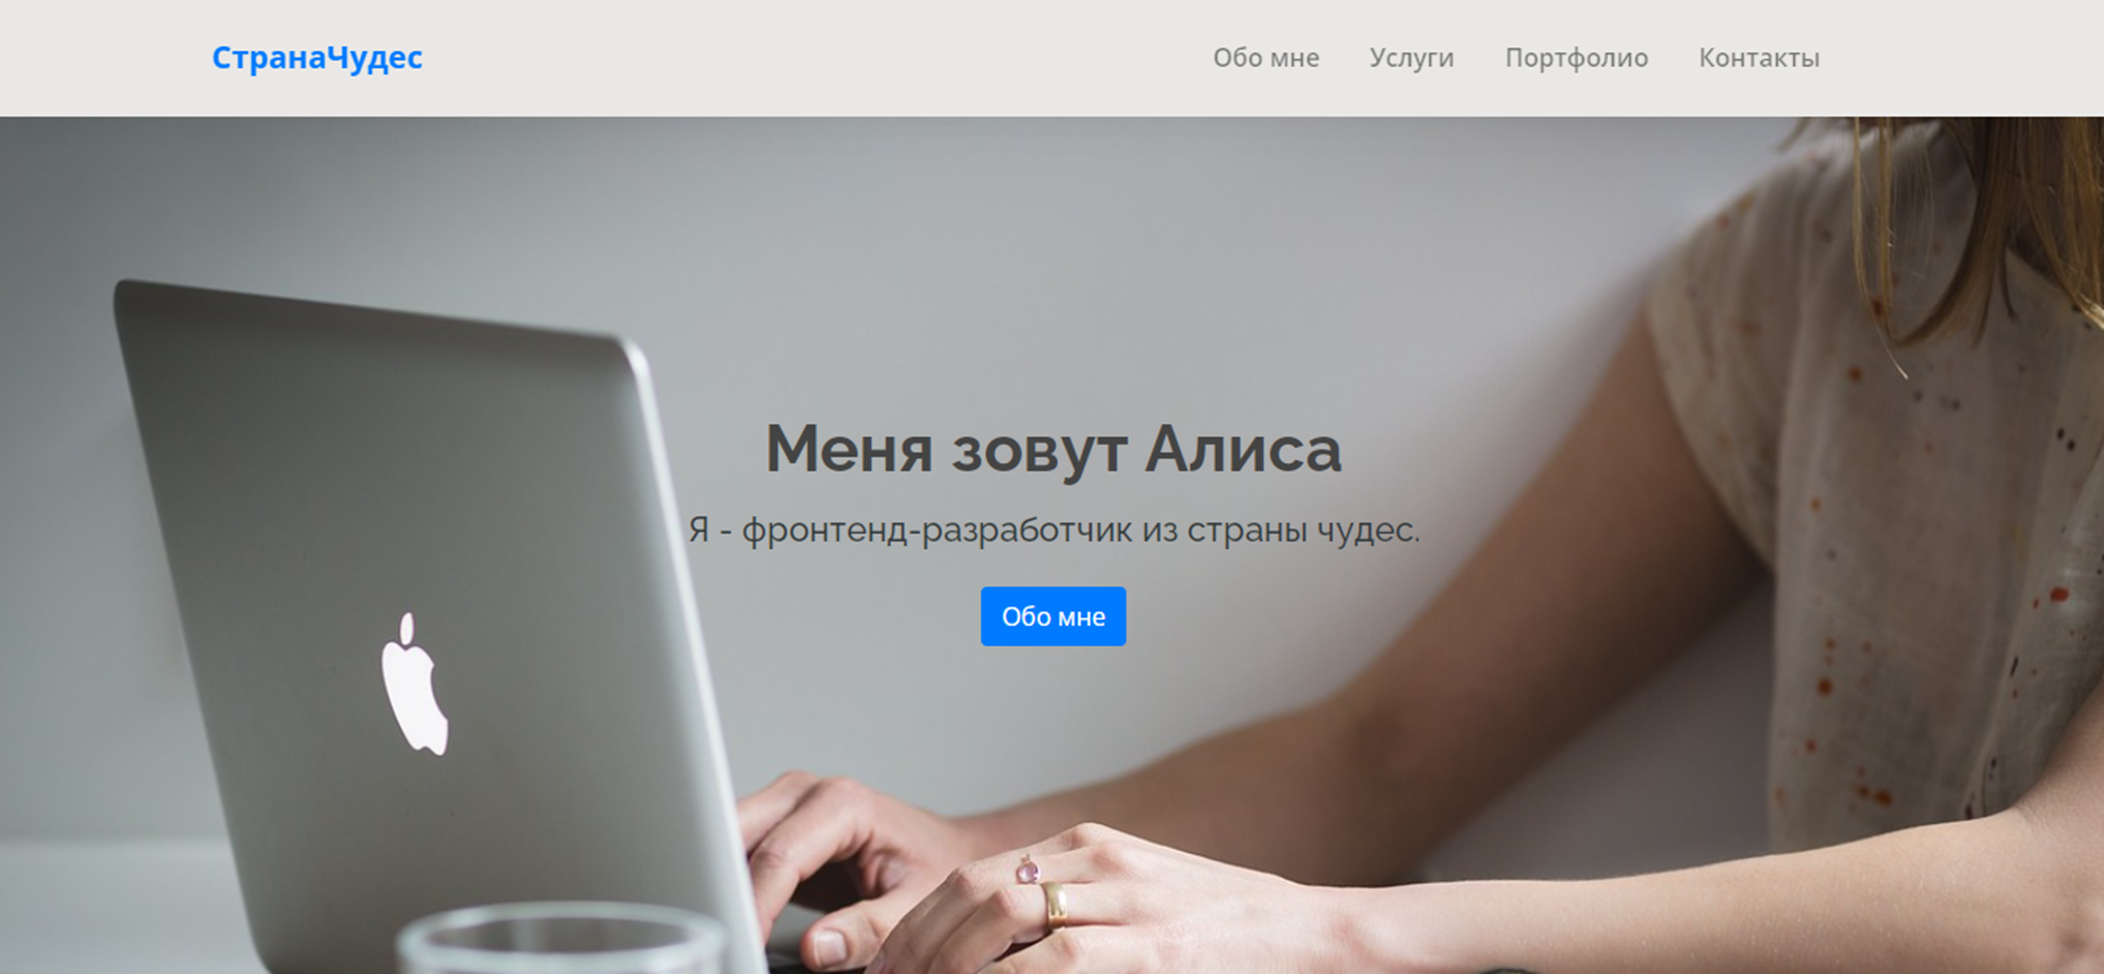 СтранаЧудес
Обо мне Услуги Портфолио Контакты
Меня зовут Алиса
Я - фронтенд-разработчик из страны чудес.
Обо мне